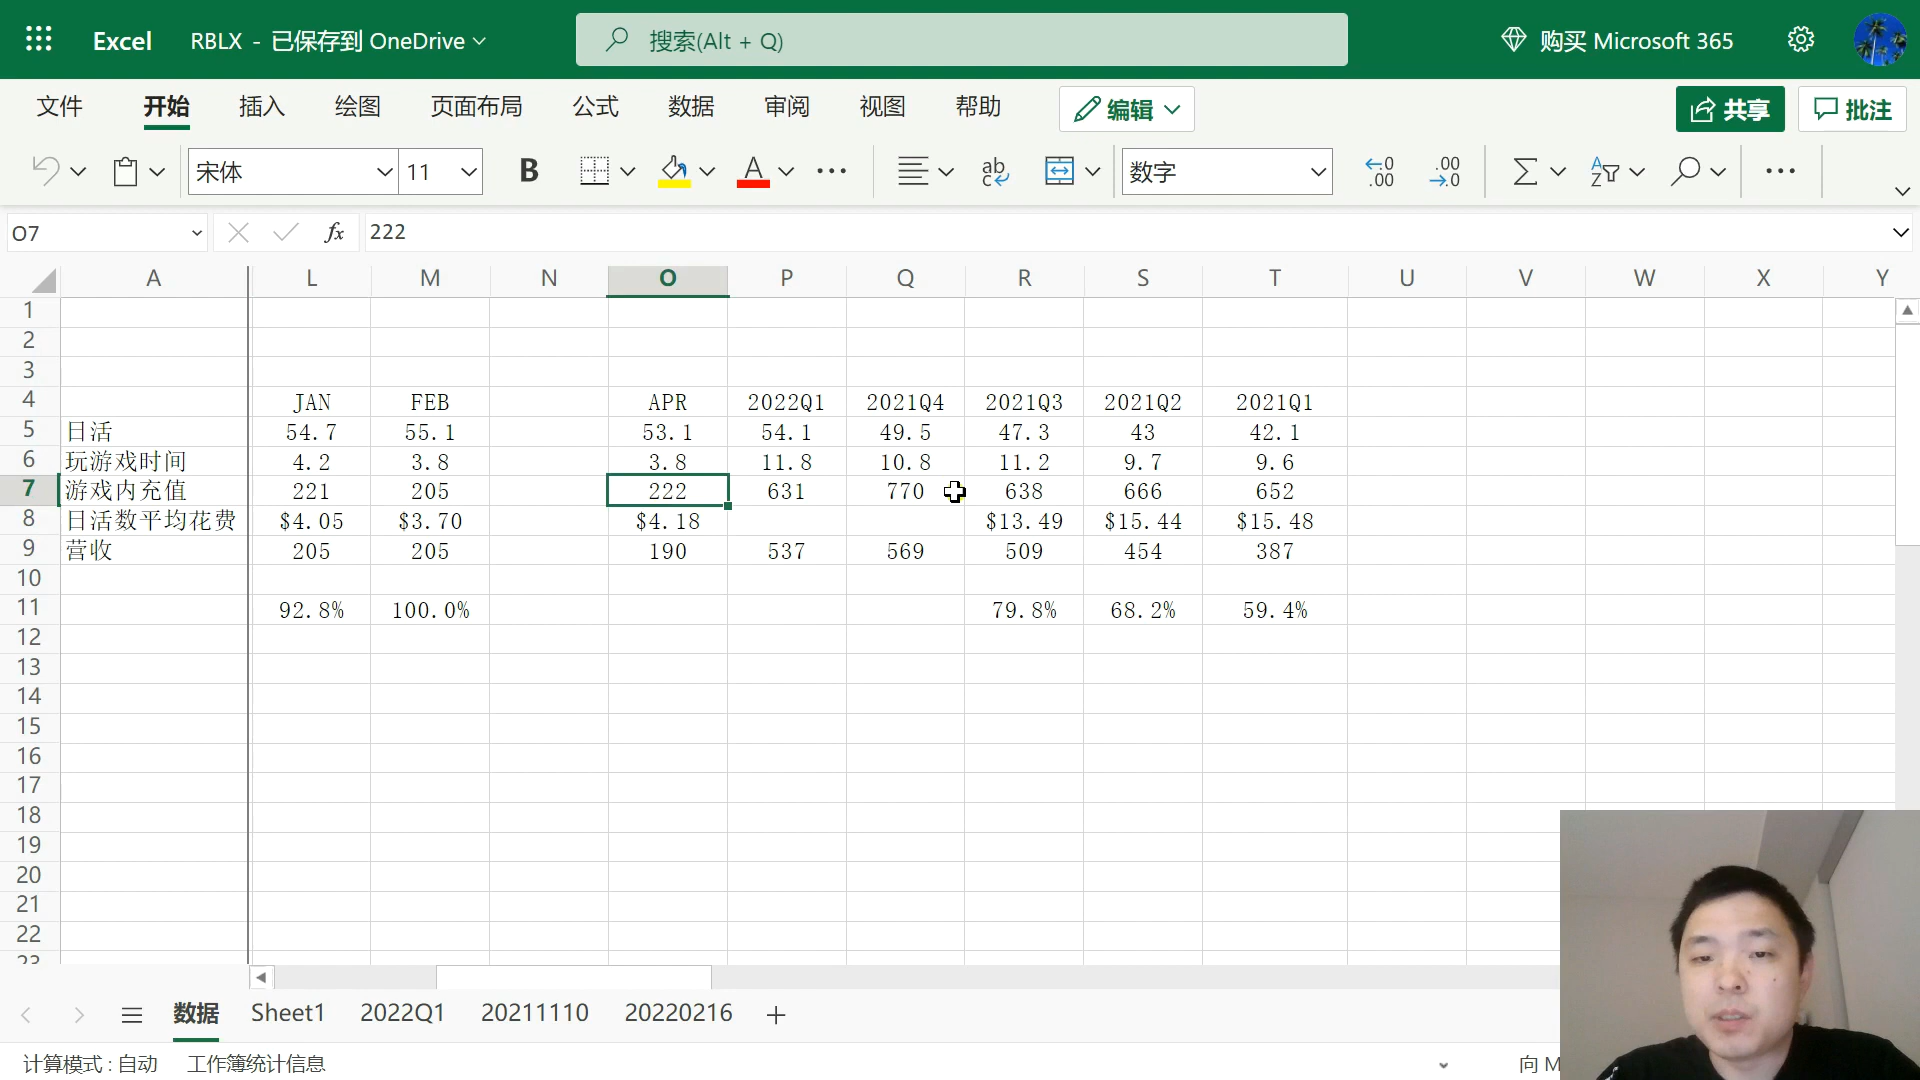 Excel RBLX - 已保存到 OneDrive 搜索(Alt + Q) 购买 Microsoft 365
文件 开始 插入 绘图 页面布局 公式 数据 审阅 视图 帮助 编辑 共享 批注
宋体 11 B A ab c .00 .00 数字 0 .00 .00 .0 A Z
O7 fx 222
A L M N O P Q R S T U V W X Y
1
2
3
4 JAN FEB APR 2022Q1 2021Q4 2021Q3 2021Q2 2021Q1
5 日活 54.7 55.1 53.1 54.1 49.5 47.3 43 42.1
6 玩游戏时间 4.2 3.8 3.8 11.8 10.8 11.2 9.7 9.6
7 游戏内充值 221 205 222 631 770 638 666 652
8 日活数平均花费 $4.05 $3.70 $4.18 $13.49 $15.44 $15.48
9 营收 205 205 190 537 569 509 454 387
10
11 92.8% 100.0% 79.8% 68.2% 59.4%
12
13
14
15
16
17
18
19
20
21
22
23
数据 Sheet1 2022Q1 20211110 20220216
计算模式 : 自动 工作簿统计信息 向 M